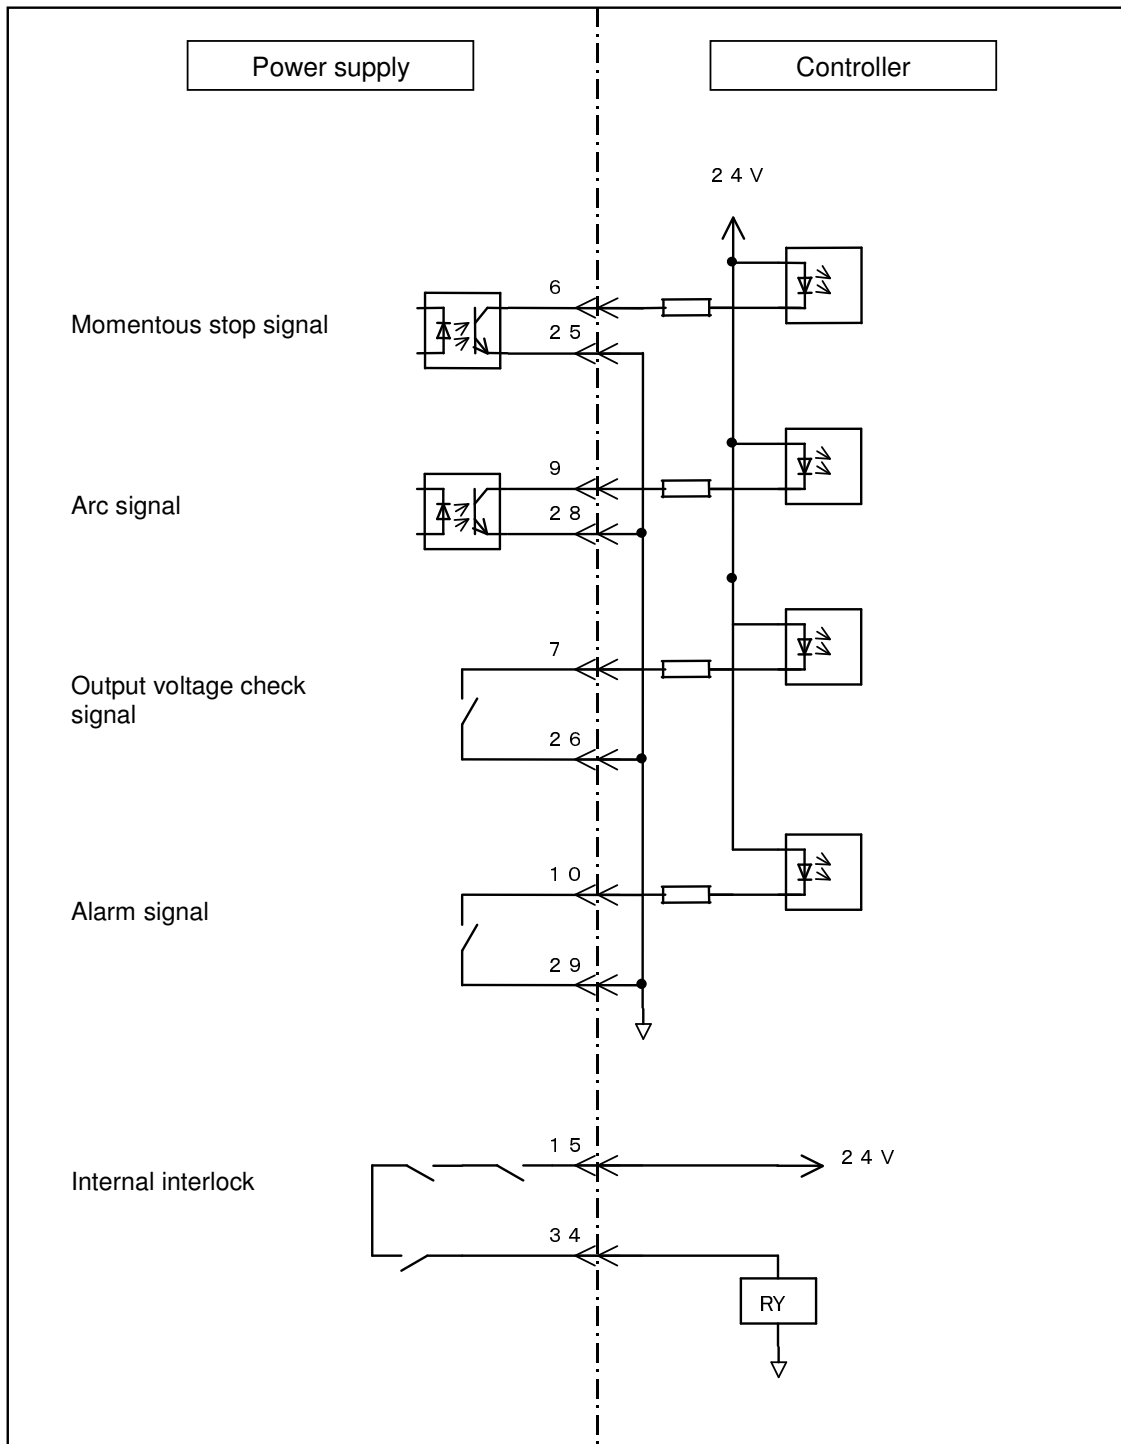 Power supply
Controller
24V
6
Momentous stop signal
25
9
Arc signal
28
7
Output voltage check
signal
26
10
Alarm signal
29
15
24V
Internal interlock
34
RY